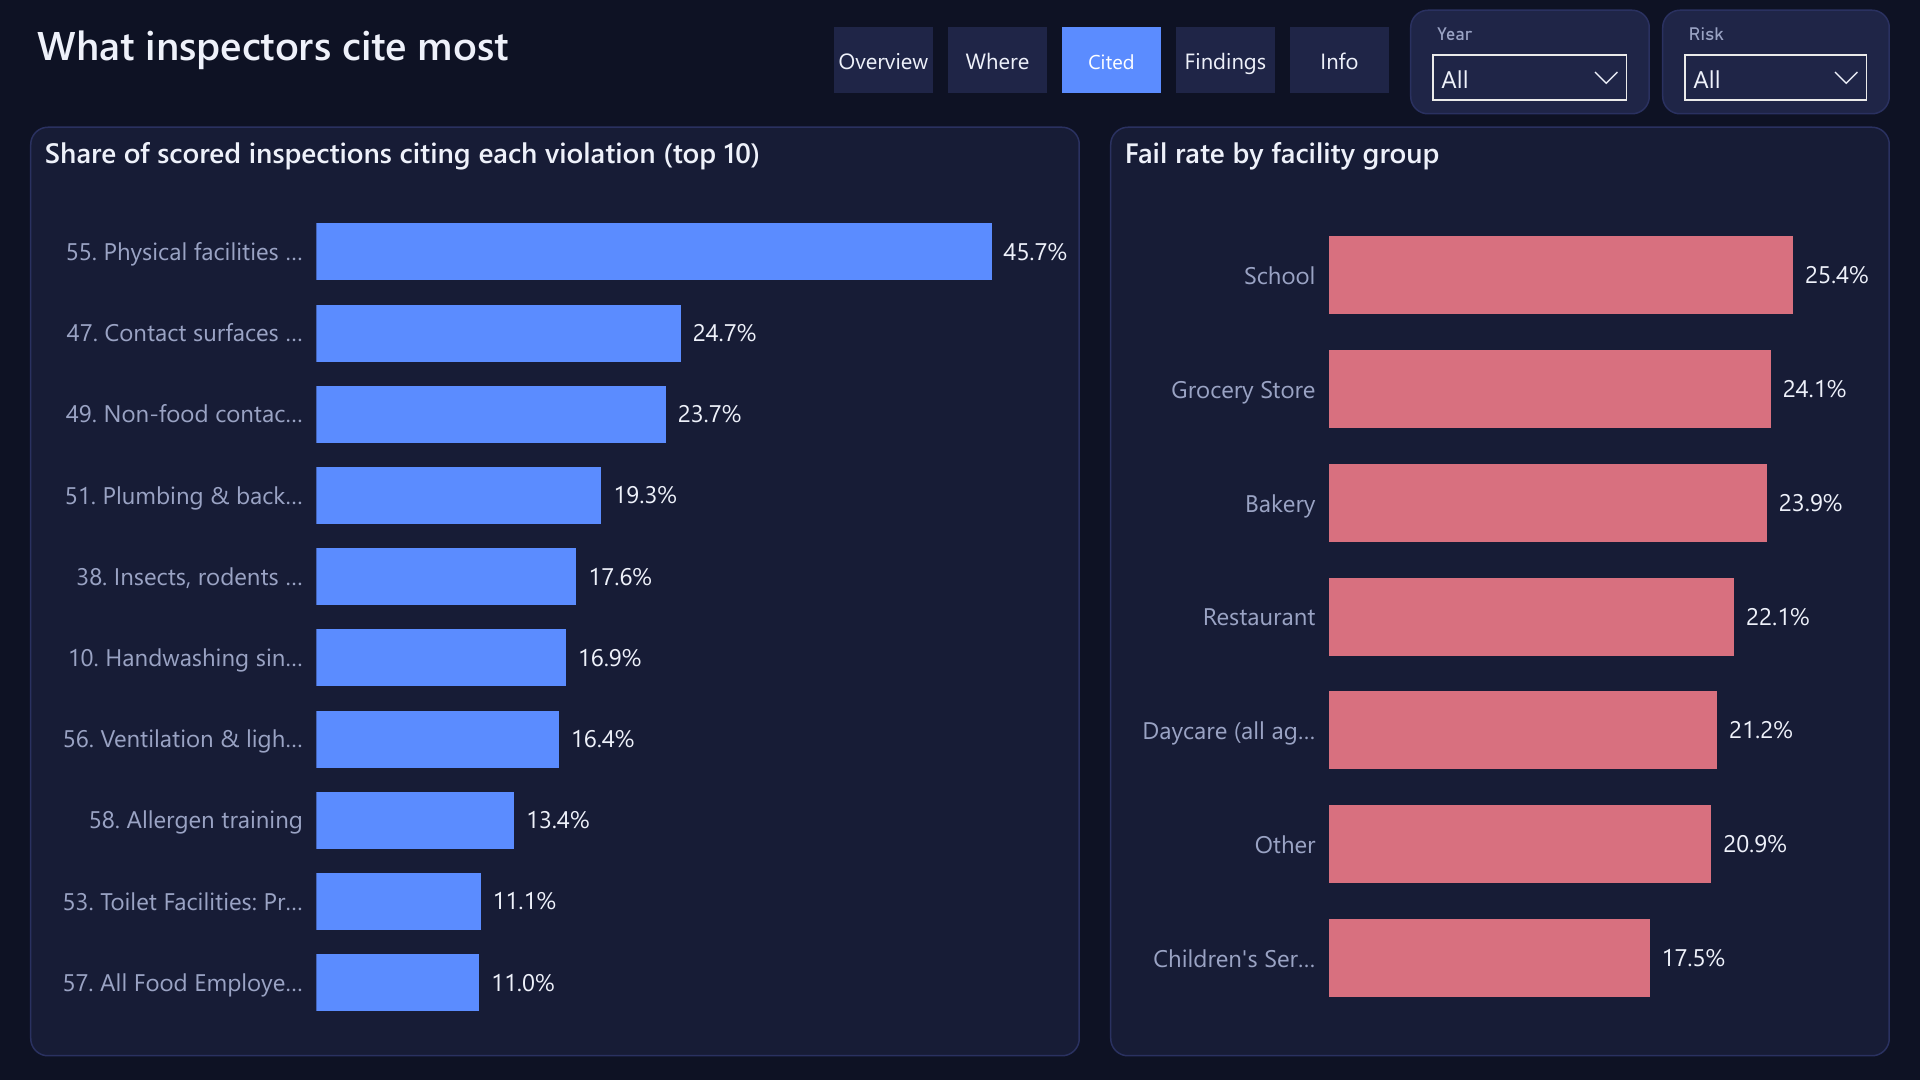 What inspectors cite most
Overview
Where
Cited
Findings
Info
Year
All
Risk
All
Share of scored inspections citing each violation (top 10)
55. Physical facilities ...
45.7%
47. Contact surfaces ...
24.7%
49. Non-food contac...
23.7%
51. Plumbing & back...
19.3%
38. Insects, rodents ...
17.6%
10. Handwashing sin...
16.9%
56. Ventilation & ligh...
16.4%
58. Allergen training
13.4%
53. Toilet Facilities: Pr...
11.1%
57. All Food Employe...
11.0%
Fail rate by facility group
School
25.4%
Grocery Store
24.1%
Bakery
23.9%
Restaurant
22.1%
Daycare (all ag...
21.2%
Other
20.9%
Children's Ser...
17.5%